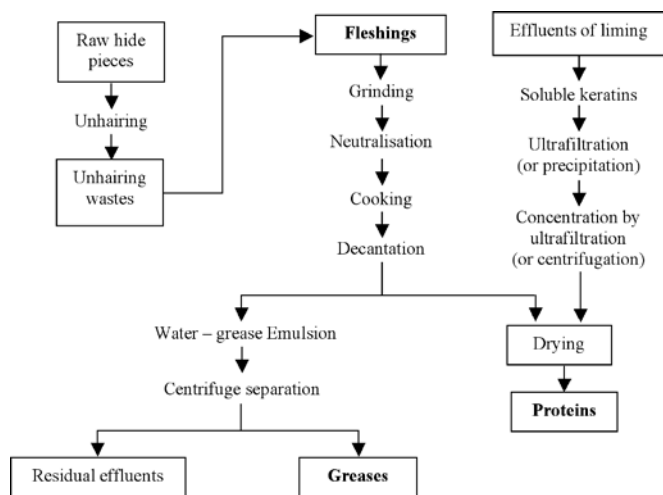 Raw hide
pieces
Unhairing
Unhairing
wastes
Fleshings
Grinding
Neutralisation
Cooking
Decantation
Effluents of liming
Soluble keratins
Ultrafiltration
(or precipitation)
Concentration by
ultrafiltration
(or centrifugation)
Water – grease Emulsion
Centrifuge separation
Drying
Proteins
Residual effluents
Greases